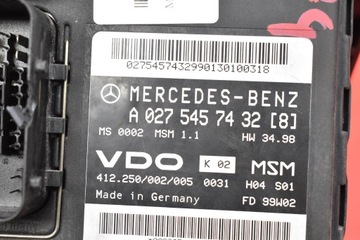 0275457432990130100318
MERCEDES-BENZ
A 027 545 74 32 [8]
MS 0002 MSM 1.1 HW 34.98
VDO K 02 MSM
412.250/002/005 0031 H04 S01
Made in Germany FD 99W02